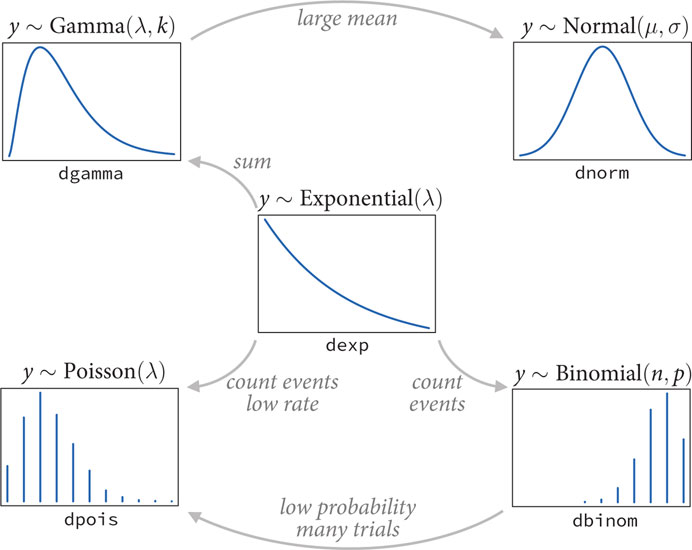 y ~ Gamma(λ, k)
large mean
y ~ Normal(μ, σ)
dgamma
dnorm
sum
y ~ Exponential(λ)
dexp
y ~ Poisson(λ)
count events
low rate
count
events
y ~ Binomial(n, p)
dpois
low probability
many trials
dbinom